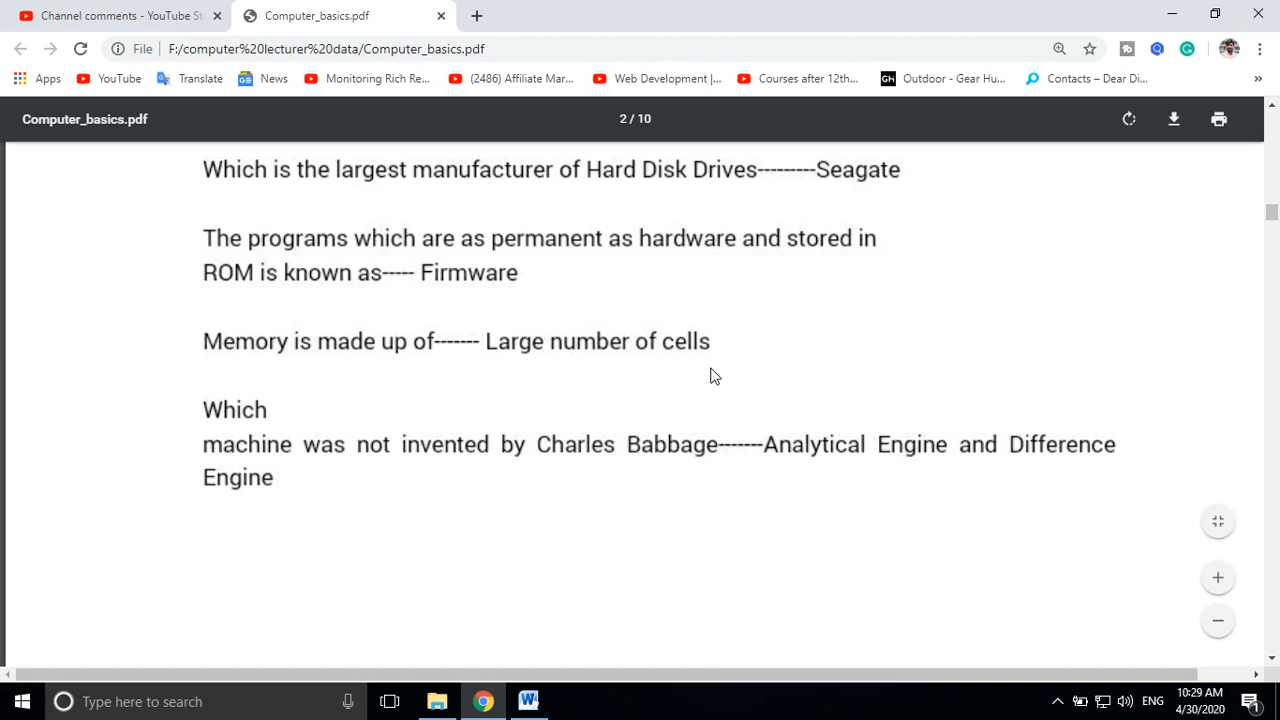 Channel comments - YouTube St
Computer_basics.pdf
File
F:/computer%20lecturer%20data/Computer_basics.pdf
Apps
YouTube
Translate
News
Monitoring Rich Re...
(2486) Affiliate Mar...
Web Development |...
Courses after 12th...
Outdoor - Gear Hu...
Contacts – Dear Di...
Computer_basics.pdf
2 / 10
Which is the largest manufacturer of Hard Disk Drives---------Seagate
The programs which are as permanent as hardware and stored in
ROM is known as----- Firmware
Memory is made up of------- Large number of cells
Which
machine was not invented by Charles Babbage-------Analytical Engine and Difference
Engine
Type here to search
ENG
10:29 AM
4/30/2020